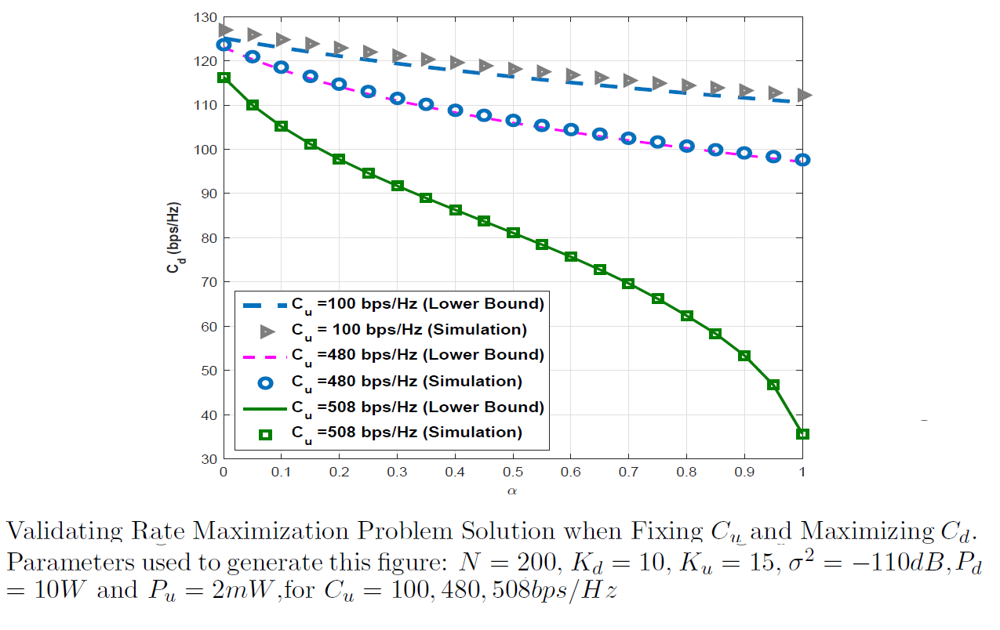 130
120
110
100
90
80
70
60
50
40
30
C_d (bps/Hz)
C_u =100 bps/Hz (Lower Bound)
C_u = 100 bps/Hz (Simulation)
C_u =480 bps/Hz (Lower Bound)
C_u =480 bps/Hz (Simulation)
C_u =508 bps/Hz (Lower Bound)
C_u =508 bps/Hz (Simulation)
0 0.1 0.2 0.3 0.4 0.5 0.6 0.7 0.8 0.9 1
α
Validating Rate Maximization Problem Solution when Fixing C_u and Maximizing C_d.
Parameters used to generate this figure: N = 200, K_d = 10, K_u = 15, σ² = −110dB, P_d
= 10W and P_u = 2mW,for C_u = 100, 480, 508bps/Hz